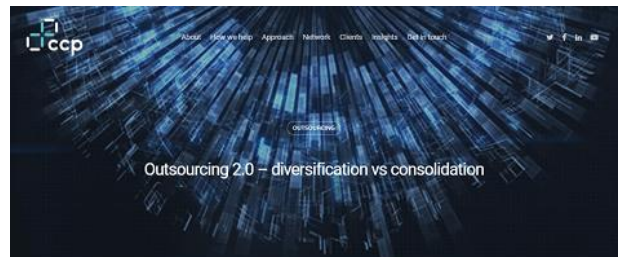 ccp
About How we help Approach Network Clients Insights Get in touch
OUTSOURCING
Outsourcing 2.0 – diversification vs consolidation